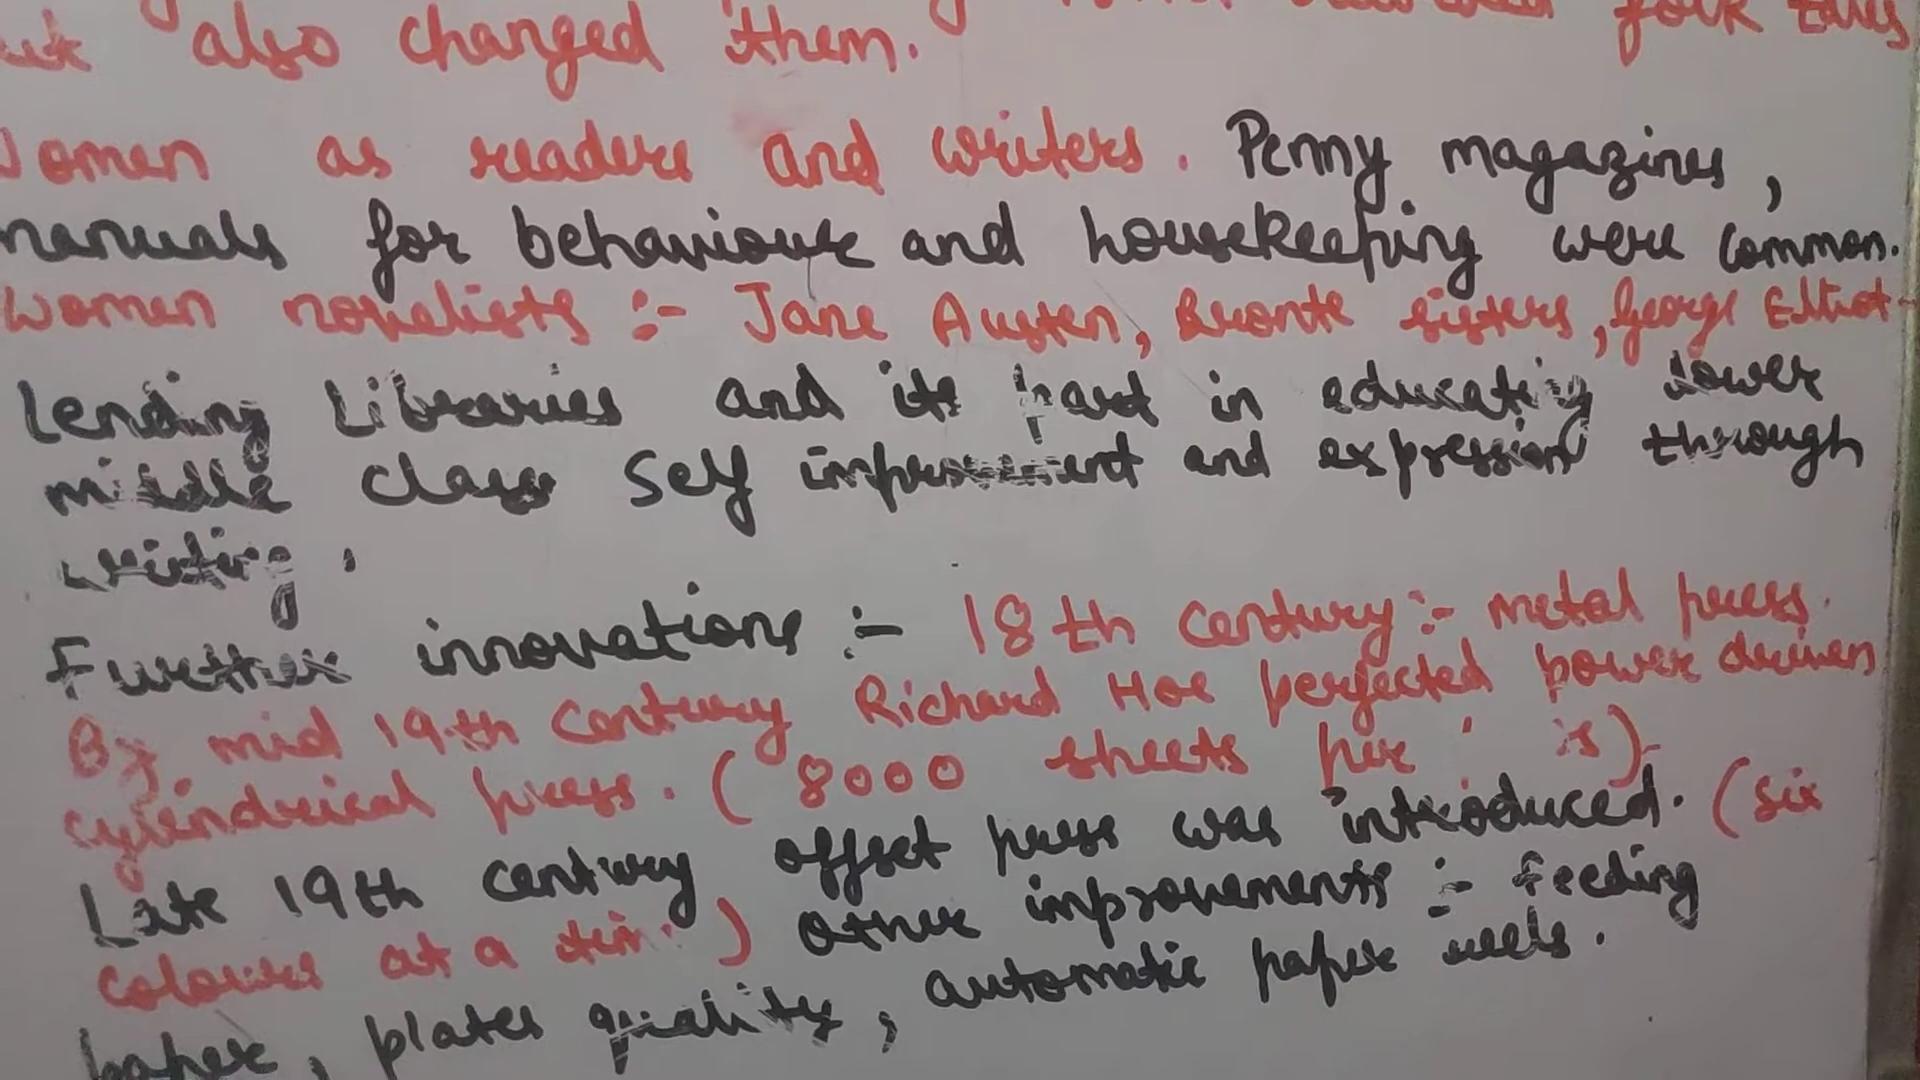 also changed them. folk tales
Women as readers and writers. Penny magazines,
manuals for behaviour and housekeeping were common.
Women novelists :- Jane Austen, Bronte sisters, George Elliot
Lending Libraries and its part in educating lower
middle class Self improvement and expression through
writing.
Further innovations :- 18th century :- metal press.
By mid 19th century Richard Hoe perfected power driven
cylindrical press. (8000 sheets per
Late 19th century offset press was introduced. (six
colours at a ) other improvements :- feeding
paper, plates quality, automatic paper reels.